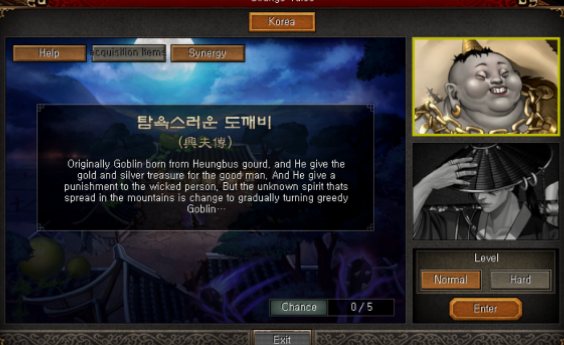 Strange Tales
Korea
Help
Acquisition Items
Synergy
탐욕스러운 도깨비
(興夫傳)
Originally Goblin born from Heungbus gourd, and He give the
gold and silver treasure for the good man. And He give a
punishment to the wicked person. But the unknown spirit thats
spread in the mountains is change to gradually turning greedy
Goblin…
Level
Normal
Hard
Chance
0/5
Enter
Exit